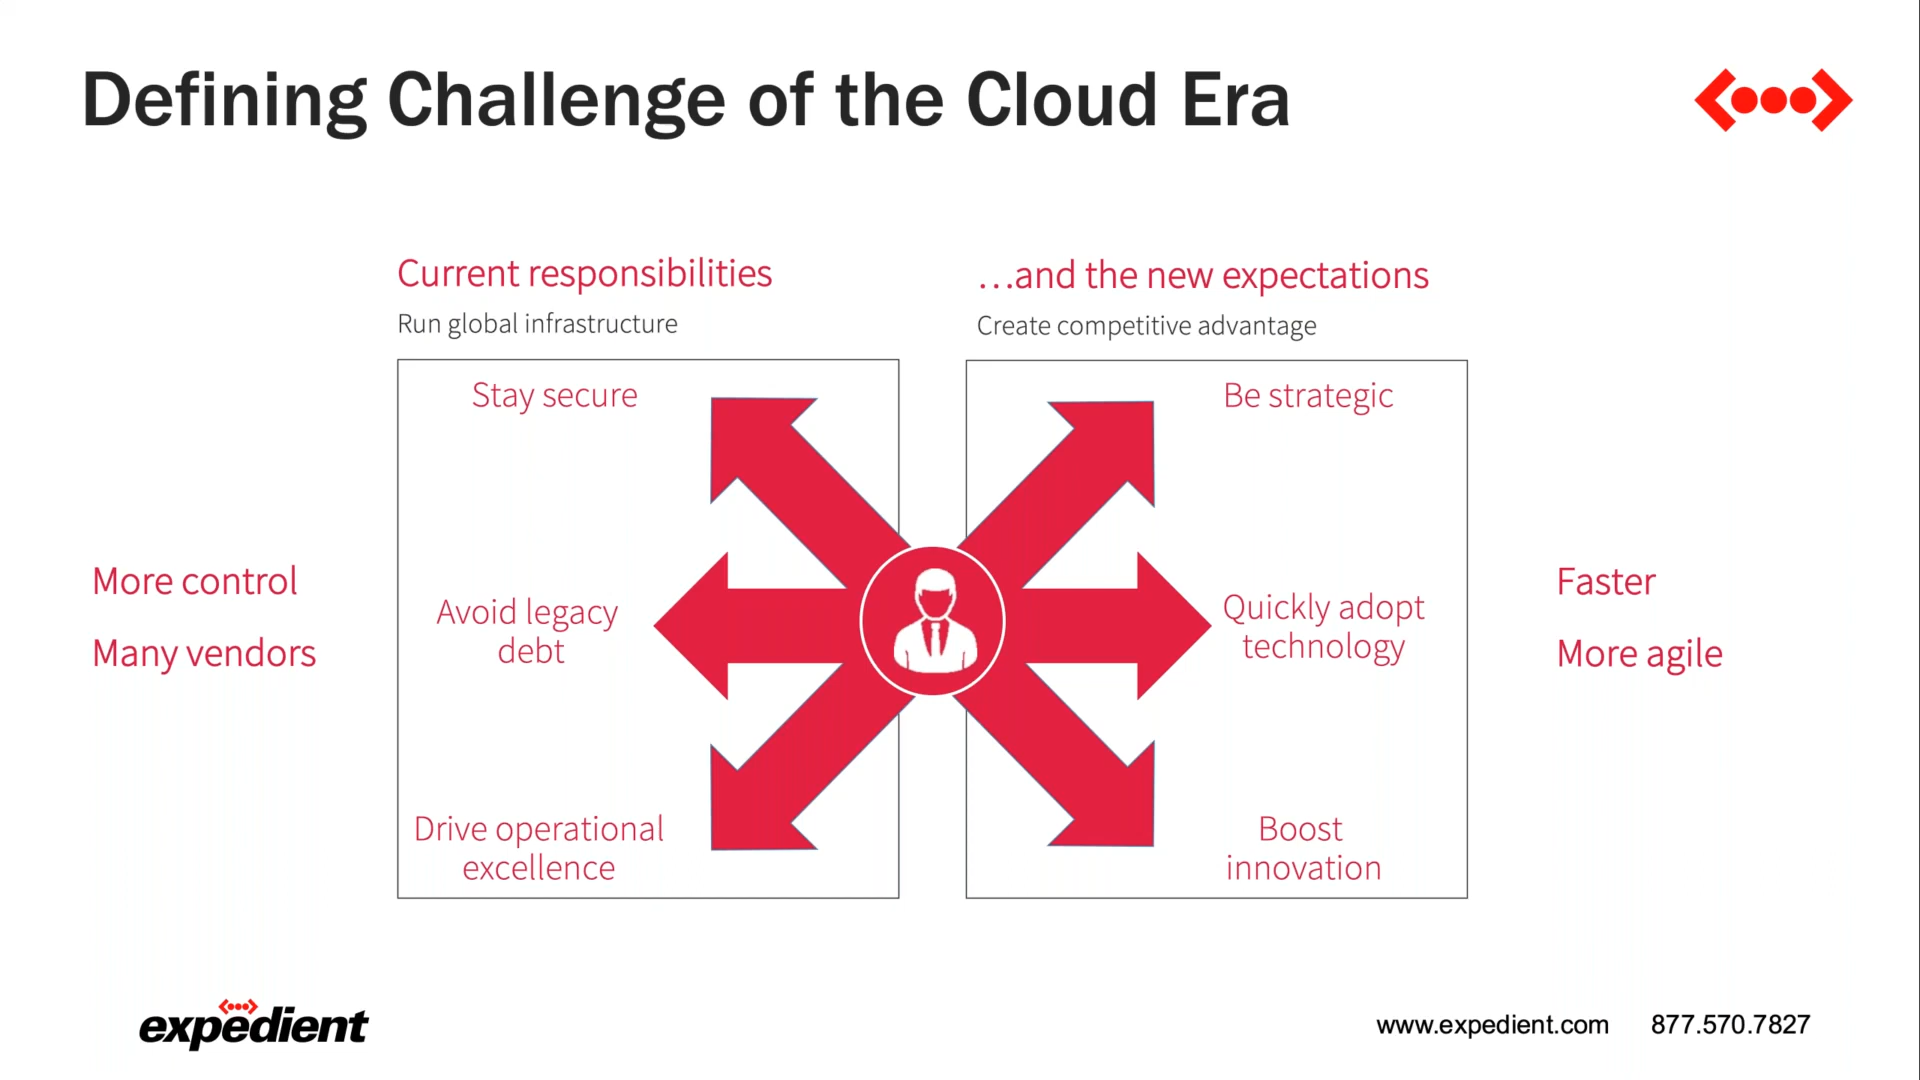 Defining Challenge of the Cloud Era
Current responsibilities
Run global infrastructure
…and the new expectations
Create competitive advantage
Stay secure
Be strategic
More control
Many vendors
Avoid legacy
debt
Quickly adopt
technology
Faster
More agile
Drive operational
excellence
Boost
innovation
expedient
www.expedient.com
877.570.7827